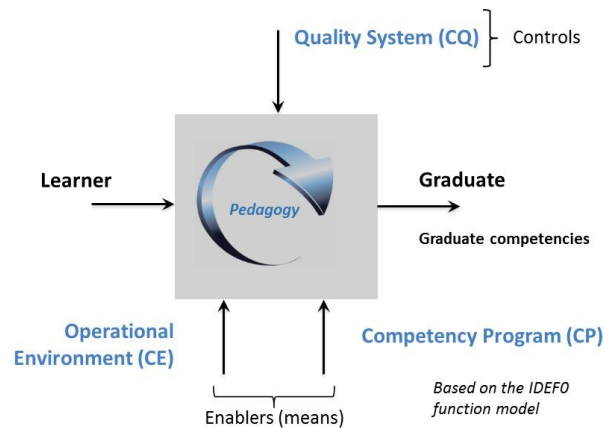 Quality System (CQ)
Controls
Learner
Pedagogy
Graduate
Graduate competencies
Operational
Environment (CE)
Competency Program (CP)
Enablers (means)
Based on the IDEF0
function model